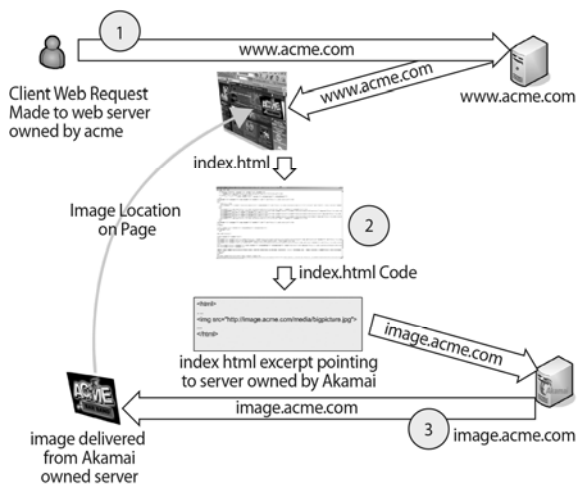 1
www.acme.com
www.acme.com
www.acme.com
Client Web Request
Made to web server
owned by acme
index.html
Image Location
on Page
2
index.html Code
<html>
...
<img src="http://image.acme.com/media/bigpicture.jpg">
...
</html>
image.acme.com
index html excerpt pointing
to server owned by Akamai
Akamai
ACME
image.acme.com
3
image.acme.com
image delivered
from Akamai
owned server